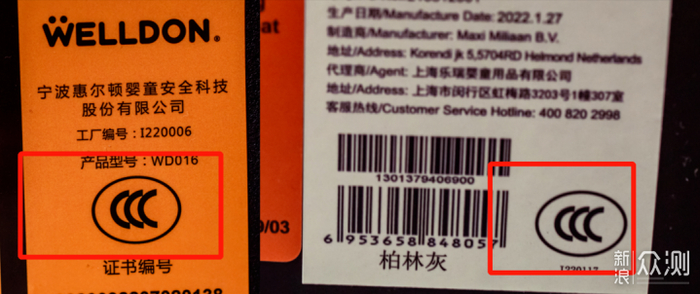 WELLDON.
宁波惠尔顿婴童安全科技
股份有限公司
工厂编号：I220006
产品型号：WD016
CCC
证书编号
9/03
生产日期/Manufacture Date: 2022.1.27
制造商/Manufacturer: Maxi Miliaan B.V.
地址/Address: Korendijk 5,5704RD Helmond Netherlands
代理商/Agent: 上海乐瑞婴童用品有限公司
地址/Address: 上海市闵行区虹梅路3203号1幢307室
客服热线/Customer Service Hotline: 400 820 2998
1301379406900
6 953658 848057
柏林灰
CCC
I220117
新浪众测